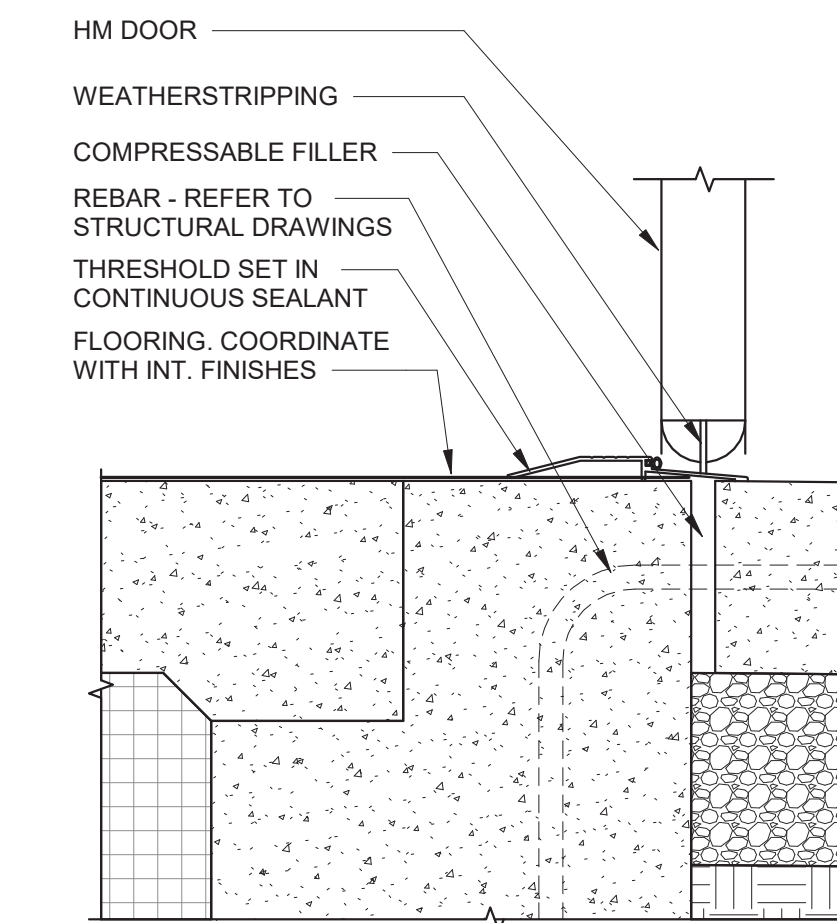 HM DOOR
WEATHERSTRIPPING
COMPRESSABLE FILLER
REBAR - REFER TO
STRUCTURAL DRAWINGS
THRESHOLD SET IN
CONTINUOUS SEALANT
FLOORING. COORDINATE
WITH INT. FINISHES